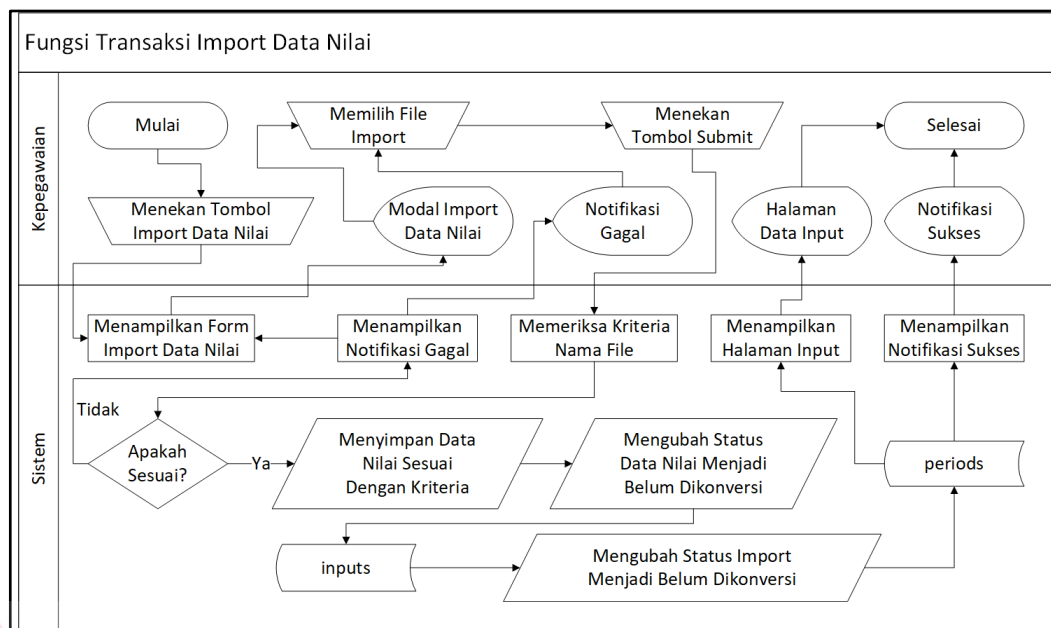 Fungsi Transaksi Import Data Nilai
Kepegawaian
Mulai
Memilih File
Import
Menekan
Tombol Submit
Selesai
Menekan Tombol
Import Data Nilai
Modal Import
Data Nilai
Notifikasi
Gagal
Halaman
Data Input
Notifikasi
Sukses
Sistem
Menampilkan Form
Import Data Nilai
Menampilkan
Notifikasi Gagal
Memeriksa Kriteria
Nama File
Menampilkan
Halaman Input
Menampilkan
Notifikasi Sukses
Tidak
Apakah
Sesuai?
Ya
Menyimpan Data
Nilai Sesuai
Dengan Kriteria
Mengubah Status
Data Nilai Menjadi
Belum Dikonversi
periods
inputs
Mengubah Status Import
Menjadi Belum Dikonversi